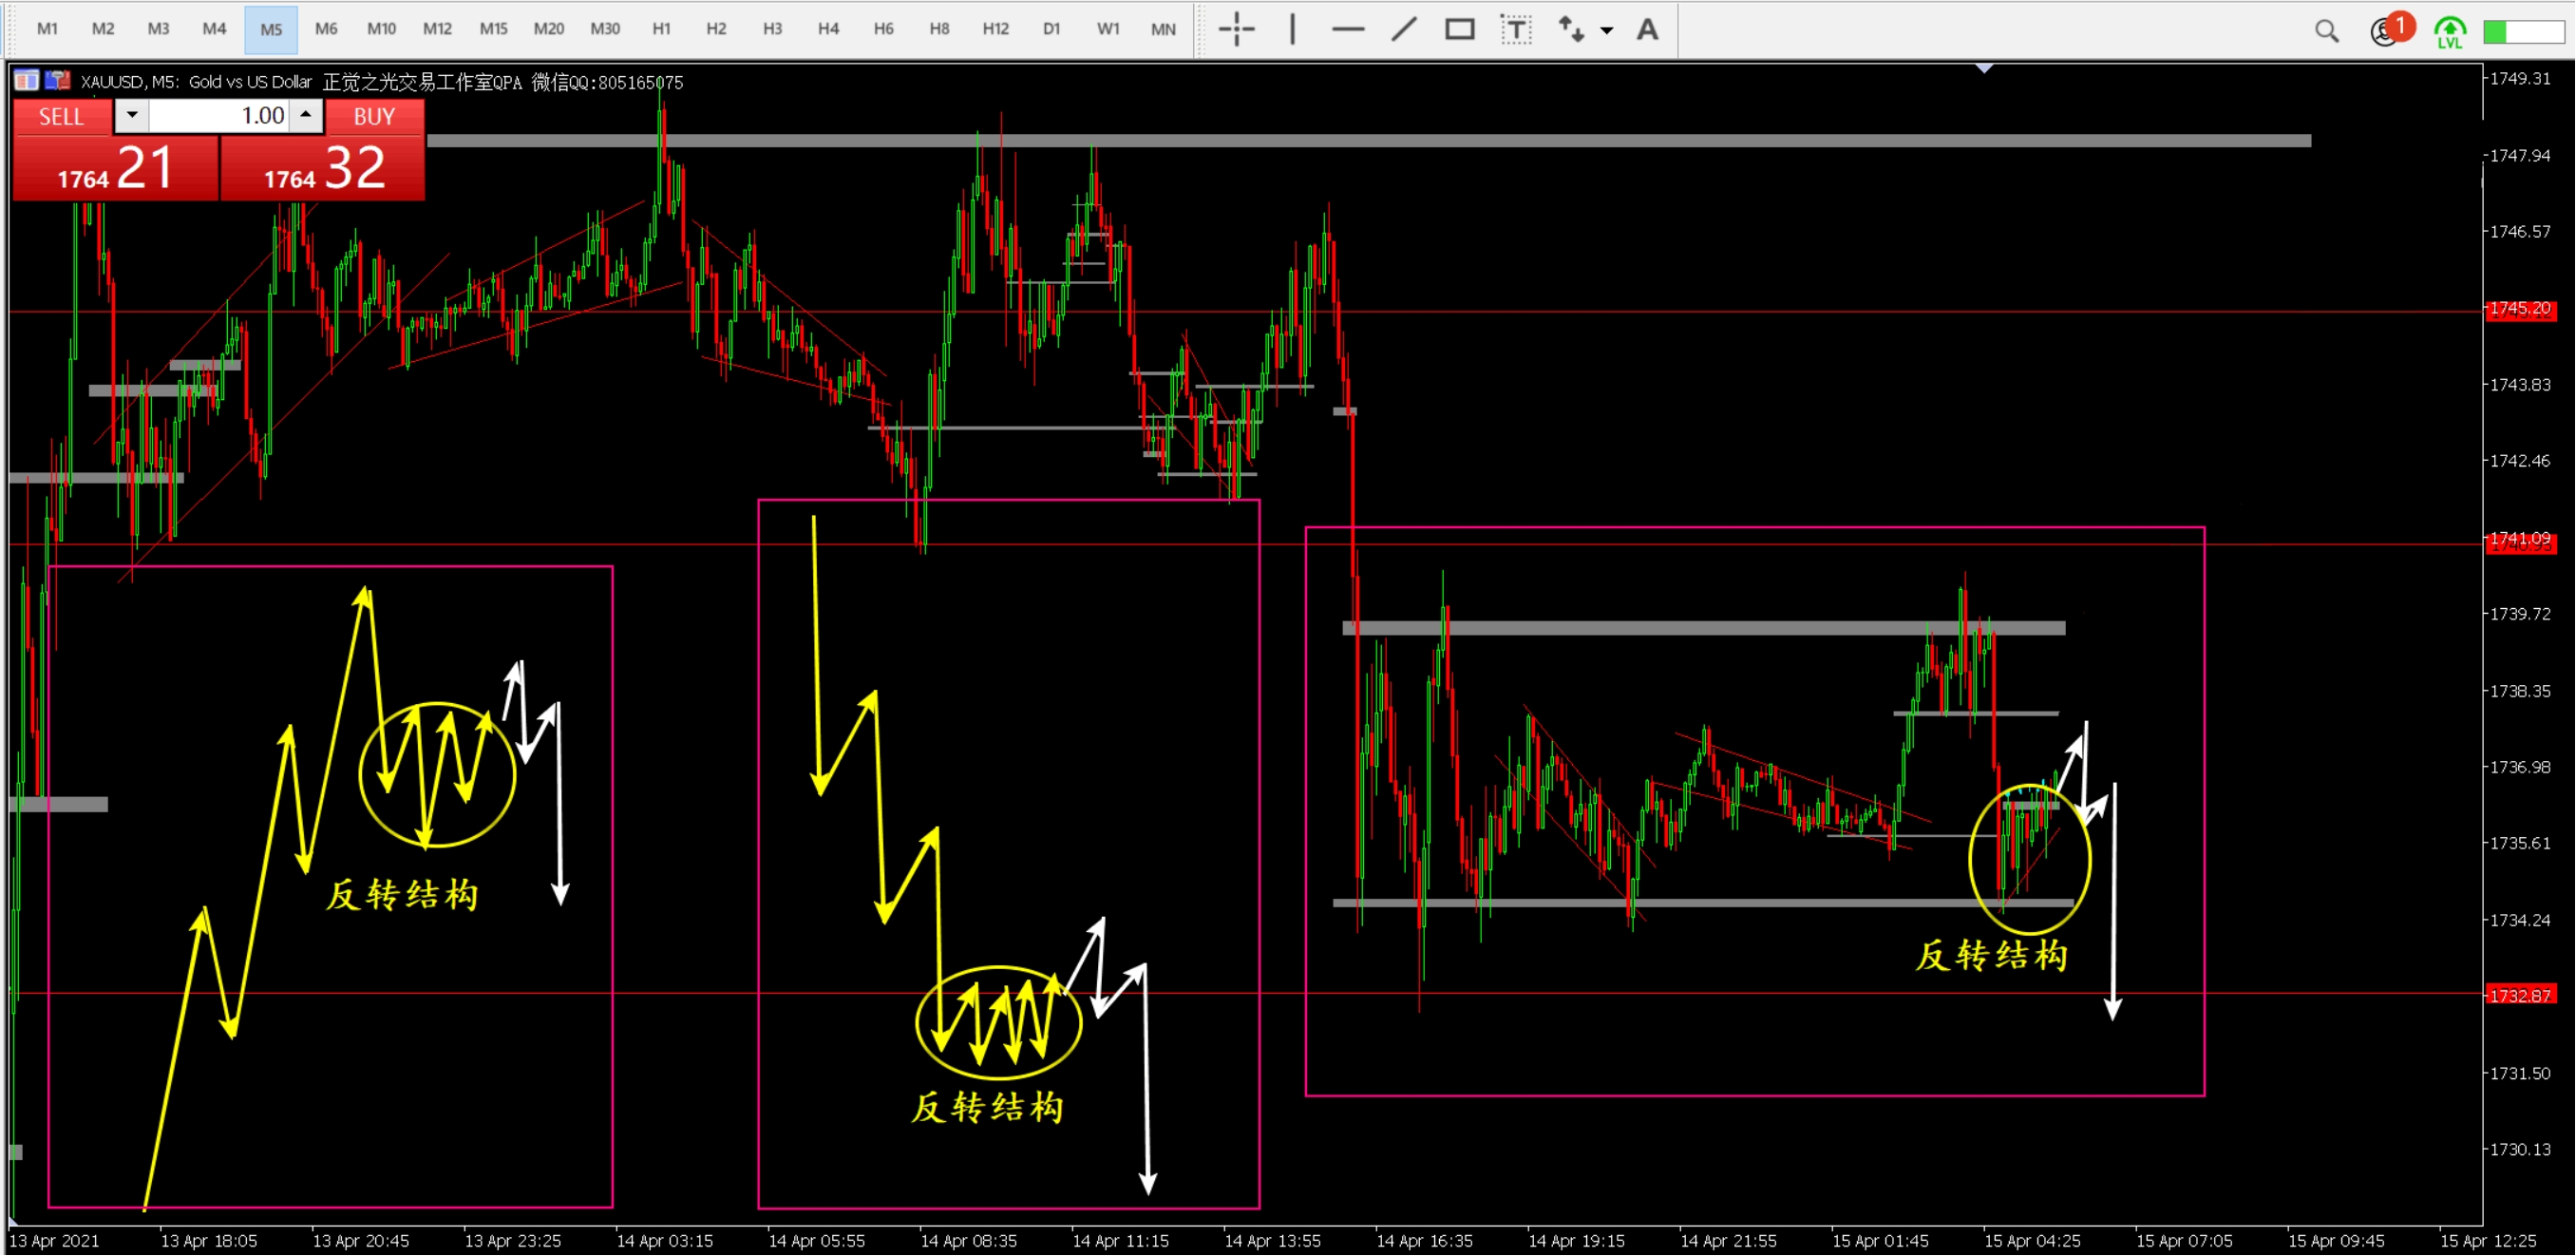 M1 M2 M3 M4 M5 M6 M10 M12 M15 M20 M30 H1 H2 H3 H4 H6 H8 H12 D1 W1 MN T A 1 LVL
XAUUSD, M5: Gold vs US Dollar 正觉之光交易工作室QPA 微信QQ:805165075
SELL 1.00 BUY
1764 21 1764 32
1749.31
1747.94
1746.57
1745.20
1743.83
1742.46
1741.09
1739.72
1738.35
1736.98
1735.61
反转结构
1734.24
反转结构
1732.87
1731.50
反转结构
1730.13
13 Apr 2021 13 Apr 18:05 13 Apr 20:45 13 Apr 23:25 14 Apr 03:15 14 Apr 05:55 14 Apr 08:35 14 Apr 11:15 14 Apr 13:55 14 Apr 16:35 14 Apr 19:15 14 Apr 21:55 15 Apr 01:45 15 Apr 04:25 15 Apr 07:05 15 Apr 09:45 15 Apr 12:25